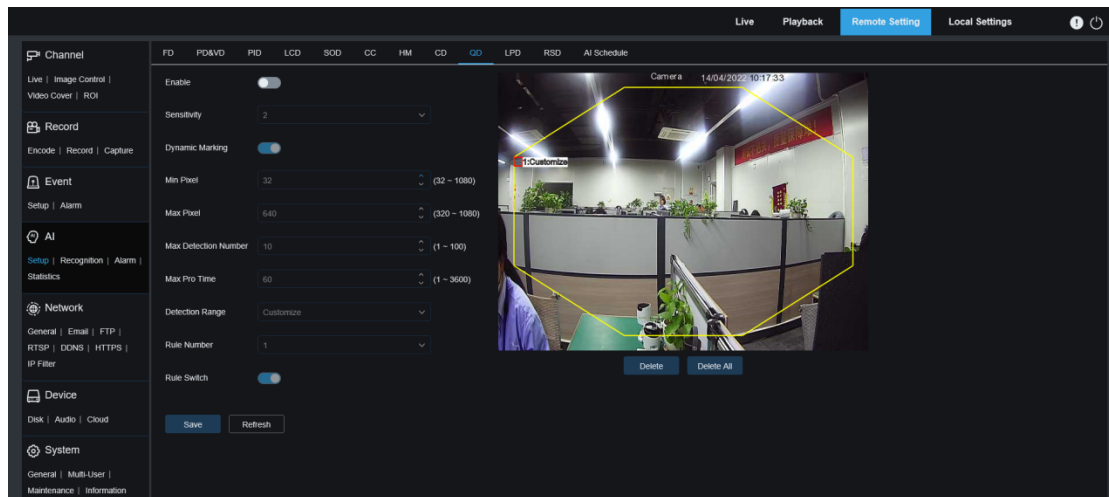 Live Playback Remote Setting Local Settings
Channel
Live | Image Control |
Video Cover | ROI
Record
Encode | Record | Capture
Event
Setup | Alarm
AI
Setup | Recognition | Alarm |
Statistics
Network
General | Email | FTP |
RTSP | DDNS | HTTPS |
IP Filter
Device
Disk | Audio | Cloud
System
General | Multi-User |
Maintenance | Information
FD PD&VD PID LCD SOD CC HM CD QD LPD RSD AI Schedule
Enable
Sensitivity 2
Dynamic Marking
Min Pixel 32 (32 ~ 1080)
Max Pixel 640 (320 ~ 1080)
Max Detection Number 10 (1 ~ 100)
Max Pro Time 60 (1 ~ 3600)
Detection Range Customize
Rule Number 1
Rule Switch
Save Refresh
Camera 14/04/2022 10:17:33
1:Customize
Delete Delete All